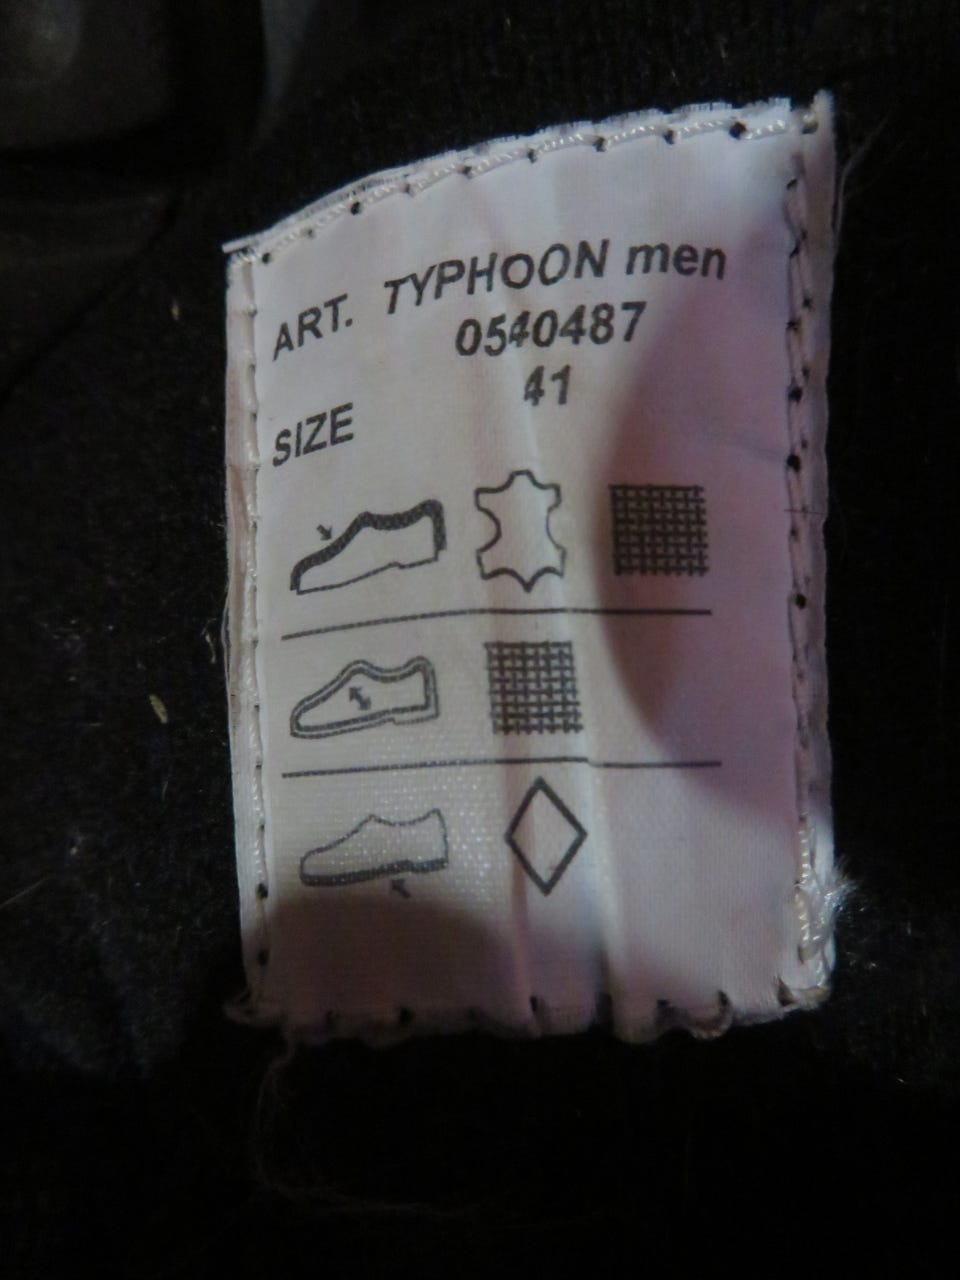 ART. TYPHOON men
0540487
41
SIZE